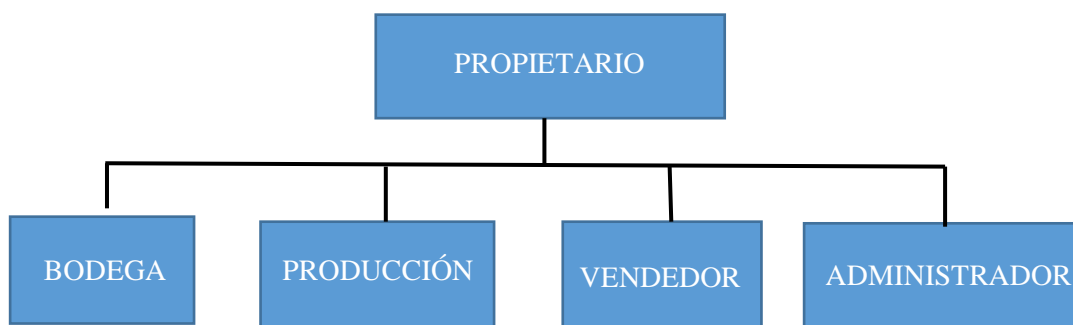 PROPIETARIO
BODEGA
PRODUCCIÓN
VENDEDOR
ADMINISTRADOR